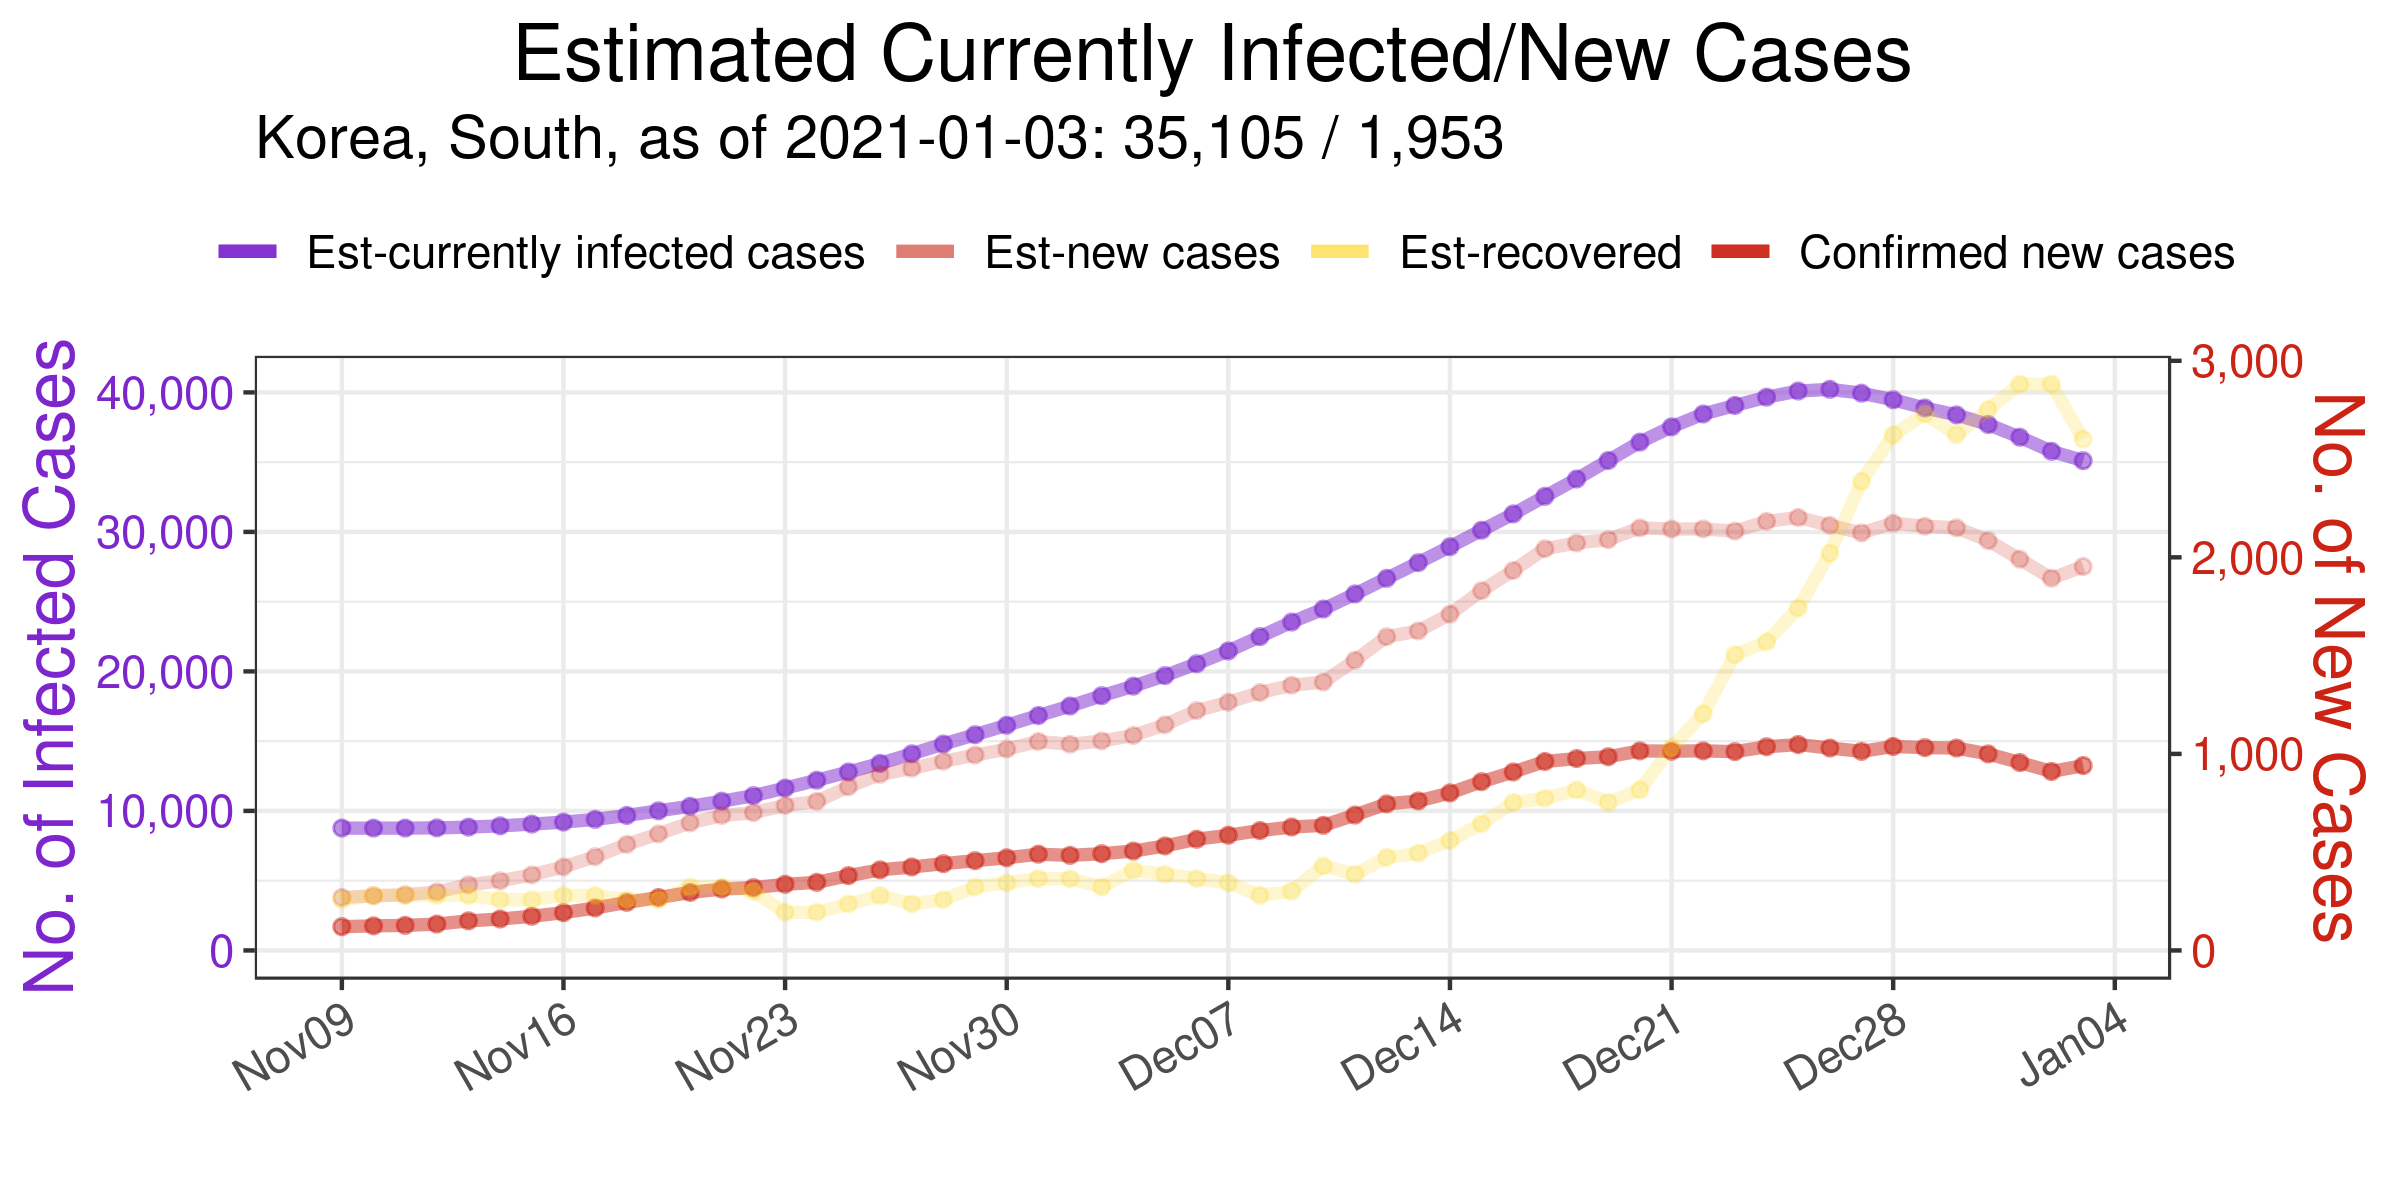 Estimated Currently Infected/New Cases
Korea, South, as of 2021-01-03: 35,105 / 1,953
Est-currently infected cases Est-new cases Est-recovered Confirmed new cases
No. of Infected Cases
40,000
30,000
20,000
10,000
0
3,000
2,000
1,000
0
No. of New Cases
Nov09 Nov16 Nov23 Nov30 Dec07 Dec14 Dec21 Dec28 Jan04